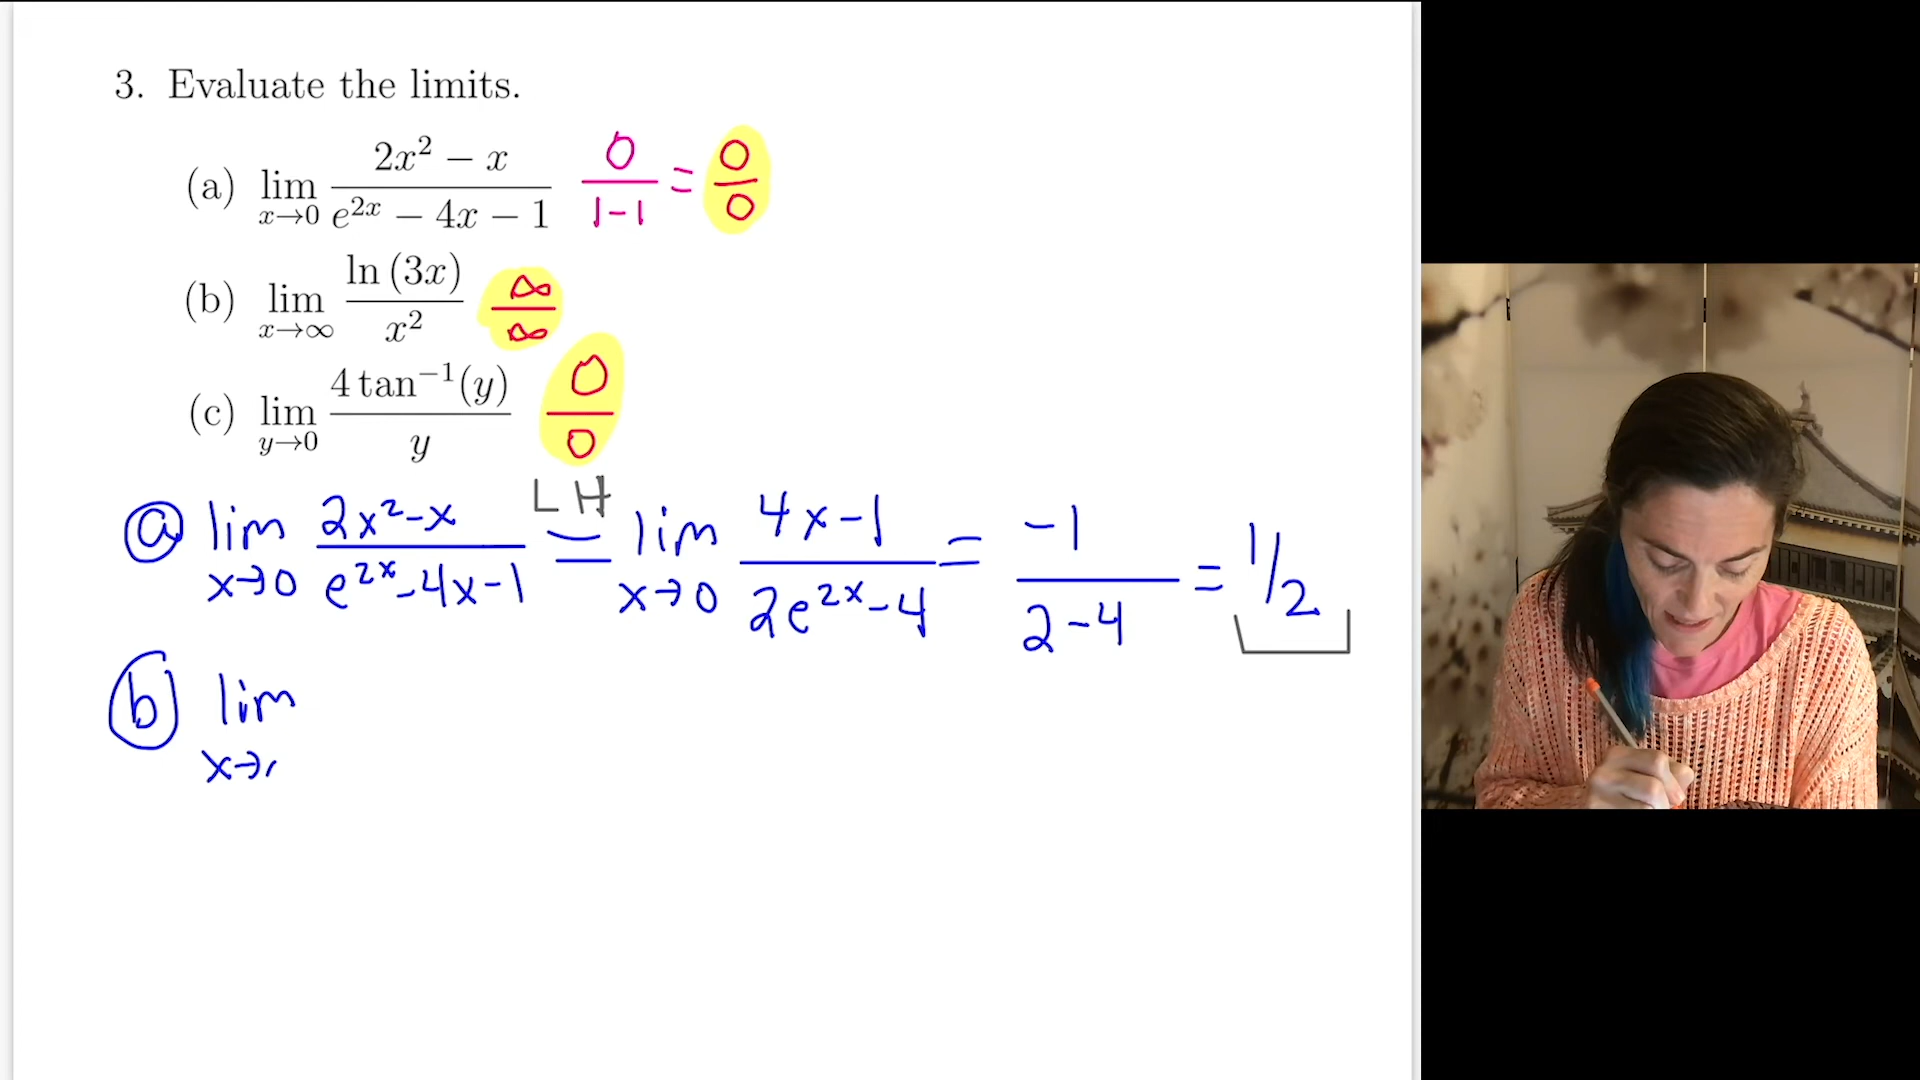 3. Evaluate the limits.
(a) lim x→0 (2x² − x)/(e^{2x} − 4x − 1) 0/(1−1) = 0/0
(b) lim x→∞ ln (3x)/x² ∞/∞
(c) lim y→0 4 tan⁻¹(y)/y 0/0
ⓐ lim x→0 (2x²−x)/(e^{2x}−4x−1) LH= lim x→0 (4x−1)/(2e^{2x}−4) = −1/(2−4) = 1/2
ⓑ lim x→